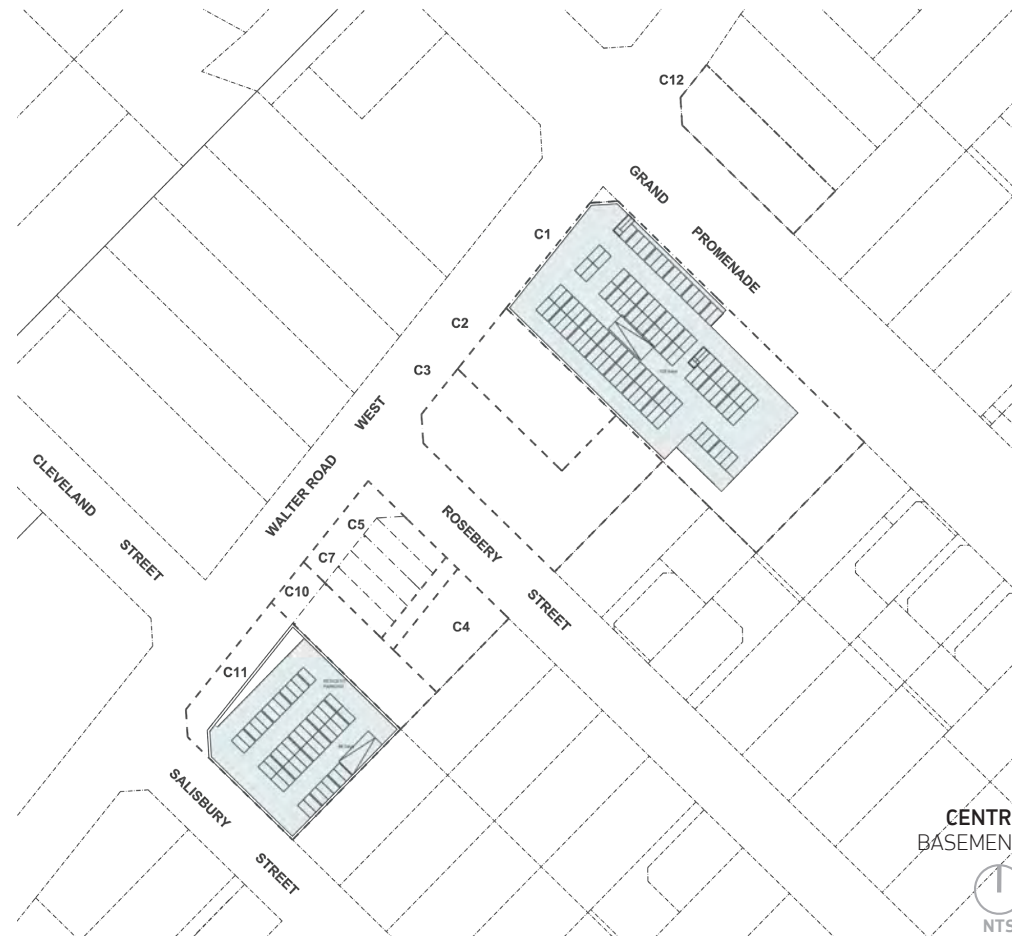 C12
GRAND
PROMENADE
C1
C2
C3
WEST
WALTER ROAD
CLEVELAND
STREET
C5
ROSEBERY
C7
C10
STREET
C4
C11
SALISBURY
STREET
CENTR
BASEMEN
NTS